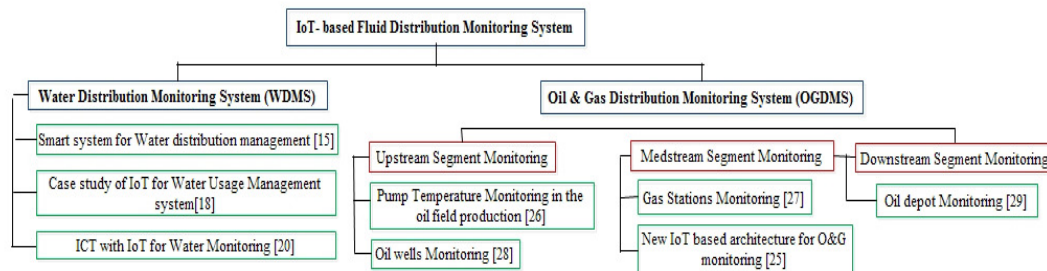 IoT- based Fluid Distribution Monitoring System
Water Distribution Monitoring System (WDMS)
Oil & Gas Distribution Monitoring System (OGDMS)
Smart system for Water distribution management [15]
Case study of IoT for Water Usage Management
system[18]
ICT with IoT for Water Monitoring [20]
Upstream Segment Monitoring
Pump Temperature Monitoring in the
oil field production [26]
Oil wells Monitoring [28]
Medstream Segment Monitoring
Gas Stations Monitoring [27]
New IoT based architecture for O&G
monitoring [25]
Downstream Segment Monitoring
Oil depot Monitoring [29]